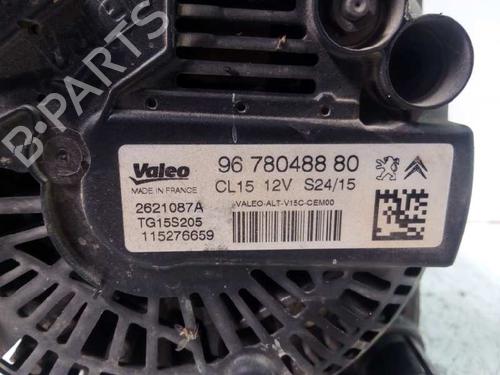 B-PARTS
Valeo
MADE IN FRANCE
96 780488 80
CL15 12V S24/15
2621087A
TG15S205
115276659
VALEO-ALT-V15C-CEM00